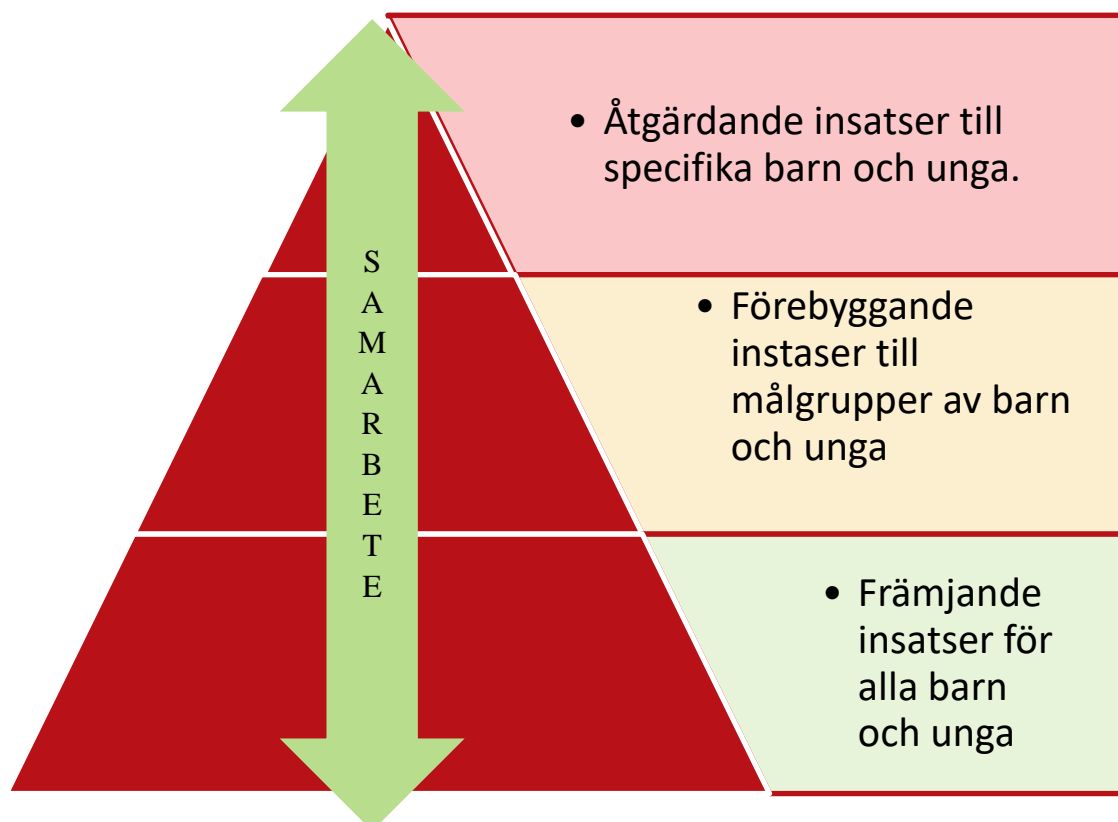 • Åtgärdande insatser till
specifika barn och unga.
S
A
M
A
R
B
E
T
E
• Förebyggande
instaser till
målgrupper av barn
och unga
• Främjande
insatser för
alla barn
och unga